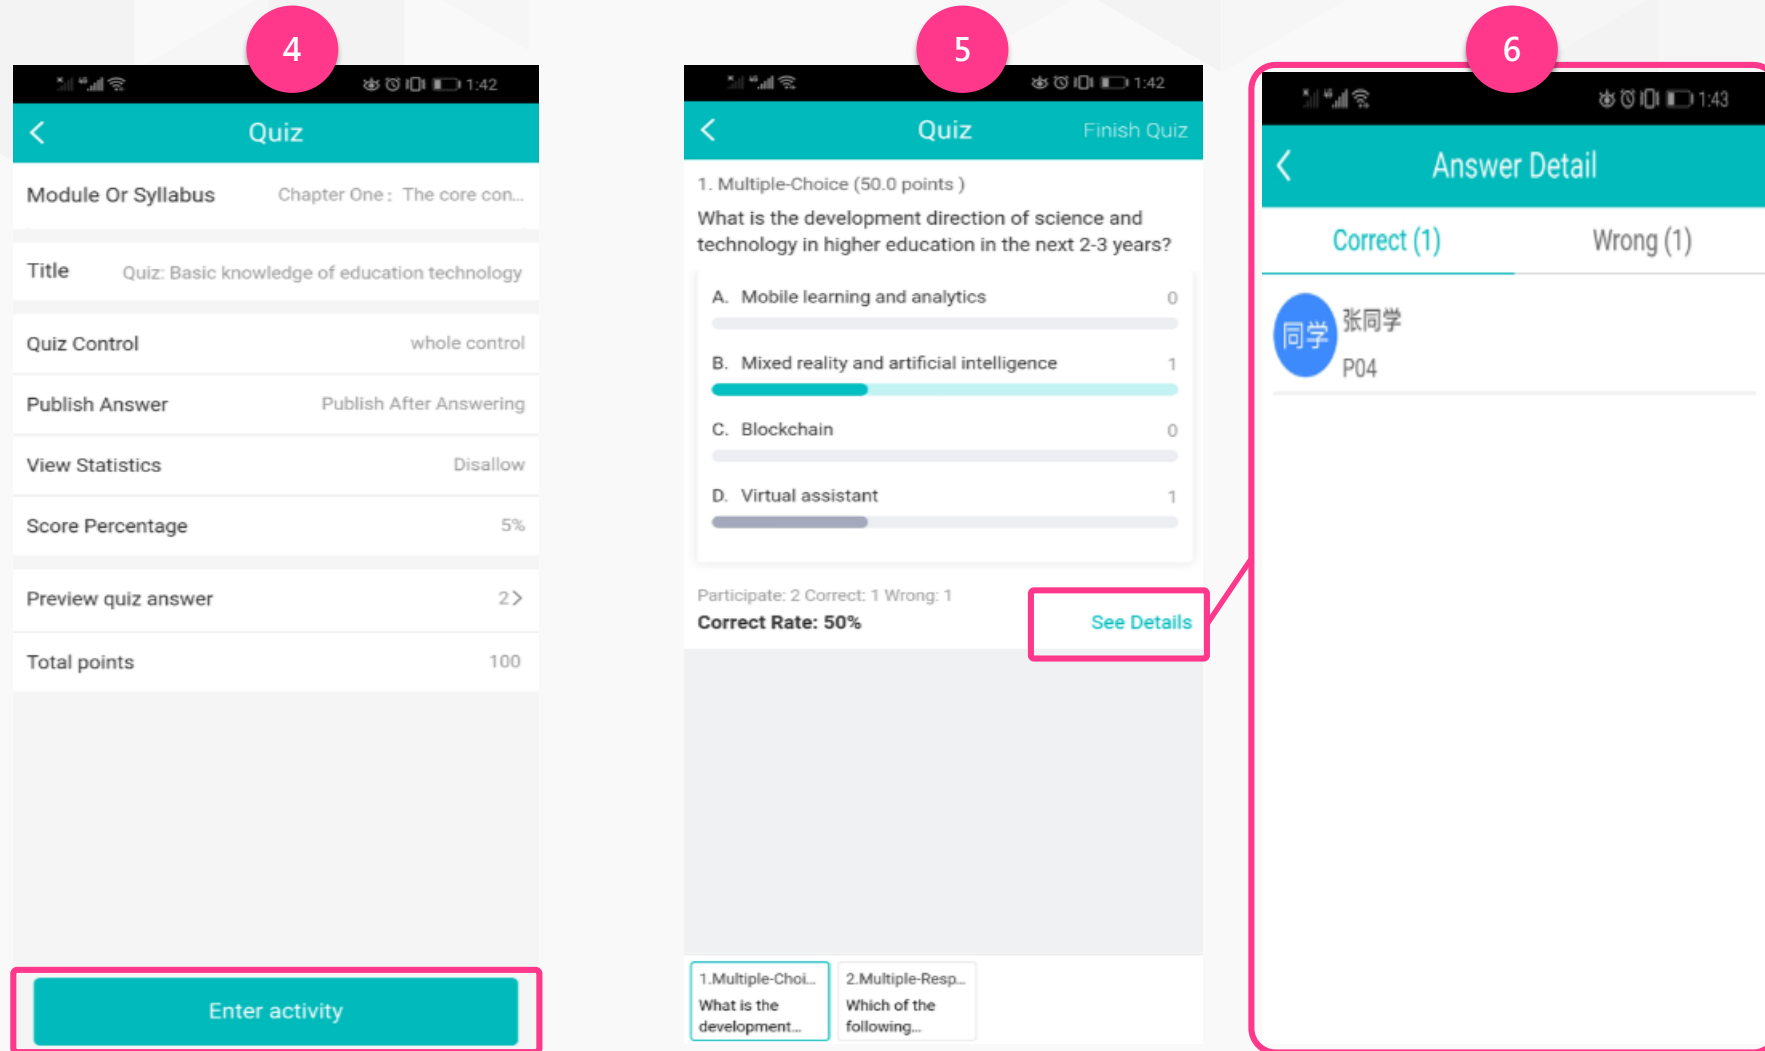 4
1:42
Quiz
Module Or Syllabus Chapter One：The core con...
Title Quiz: Basic knowledge of education technology
Quiz Control whole control
Publish Answer Publish After Answering
View Statistics Disallow
Score Percentage 5%
Preview quiz answer 2>
Total points 100
Enter activity
5
1:42
Quiz Finish Quiz
1. Multiple-Choice (50.0 points )
What is the development direction of science and
technology in higher education in the next 2-3 years?
A. Mobile learning and analytics 0
B. Mixed reality and artificial intelligence 1
C. Blockchain 0
D. Virtual assistant 1
Participate: 2 Correct: 1 Wrong: 1
Correct Rate: 50% See Details
1.Multiple-Choi...
What is the
development...
2.Multiple-Resp...
Which of the
following...
6
1:43
Answer Detail
Correct (1) Wrong (1)
同学 张同学
P04